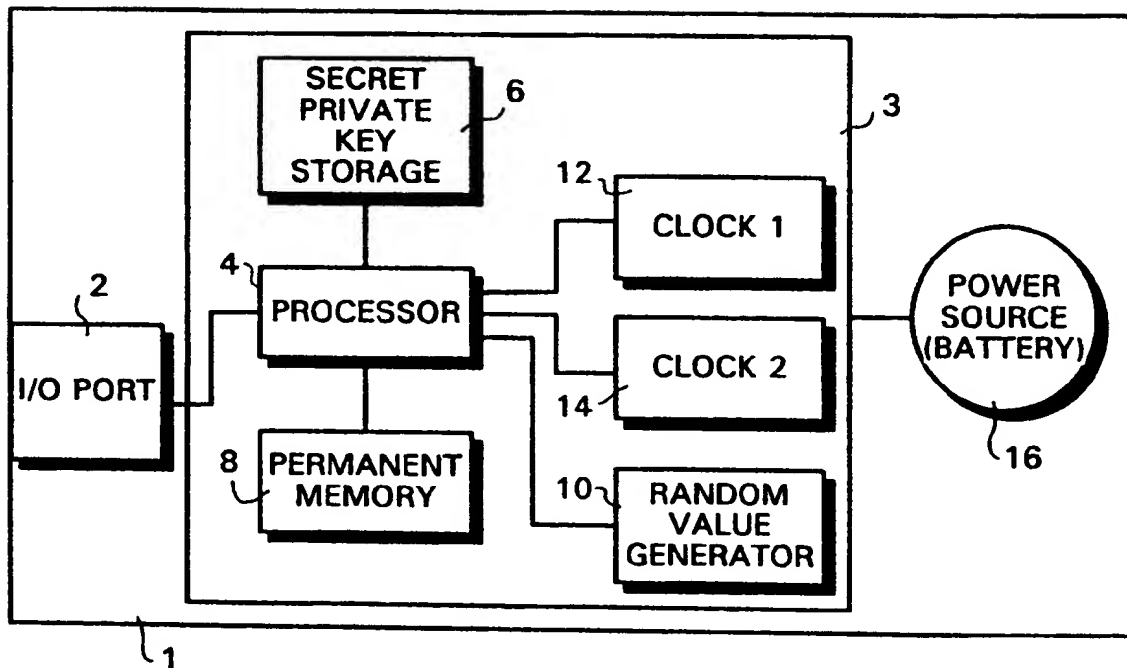 SECRET
PRIVATE
KEY
STORAGE
6
3
12
CLOCK 1
4
PROCESSOR
2
I/O PORT
CLOCK 2
14
POWER
SOURCE
(BATTERY)
16
8
PERMANENT
MEMORY
10
RANDOM
VALUE
GENERATOR
1